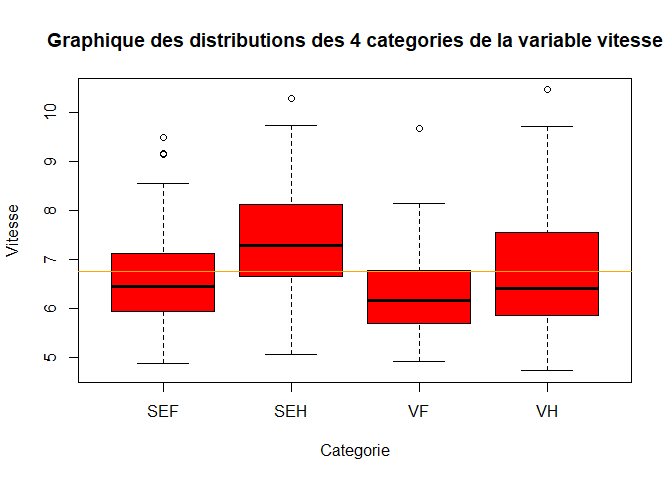 Graphique des distributions des 4 categories de la variable vitesse
10
9
8
7
6
5
Vitesse
SEF SEH VF VH
Categorie